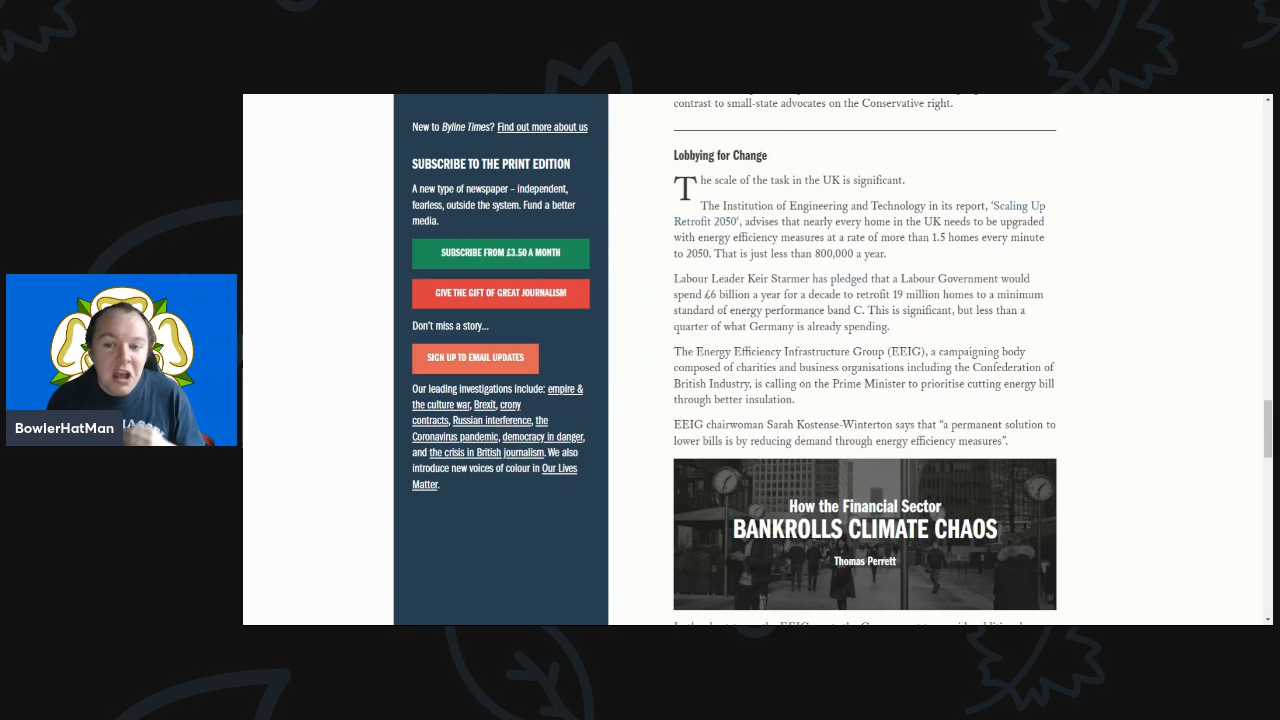 BowlerHatMan
New to Byline Times? Find out more about us
SUBSCRIBE TO THE PRINT EDITION
A new type of newspaper – independent,
fearless, outside the system. Fund a better
media.
SUBSCRIBE FROM £3.50 A MONTH
GIVE THE GIFT OF GREAT JOURNALISM
Don't miss a story...
SIGN UP TO EMAIL UPDATES
Our leading investigations include: empire &
the culture war, Brexit, crony
contracts, Russian interference, the
Coronavirus pandemic, democracy in danger,
and the crisis in British journalism. We also
introduce new voices of colour in Our Lives
Matter.
contrast to small-state advocates on the Conservative right.
Lobbying for Change
The scale of the task in the UK is significant.
The Institution of Engineering and Technology in its report, 'Scaling Up
Retrofit 2050', advises that nearly every home in the UK needs to be upgraded
with energy efficiency measures at a rate of more than 1.5 homes every minute
to 2050. That is just less than 800,000 a year.
Labour Leader Keir Starmer has pledged that a Labour Government would
spend £6 billion a year for a decade to retrofit 19 million homes to a minimum
standard of energy performance band C. This is significant, but less than a
quarter of what Germany is already spending.
The Energy Efficiency Infrastructure Group (EEIG), a campaigning body
composed of charities and business organisations including the Confederation of
British Industry, is calling on the Prime Minister to prioritise cutting energy bill
through better insulation.
EEIG chairwoman Sarah Kostense-Winterton says that "a permanent solution to
lower bills is by reducing demand through energy efficiency measures".
How the Financial Sector
BANKROLLS CLIMATE CHAOS
Thomas Perrett